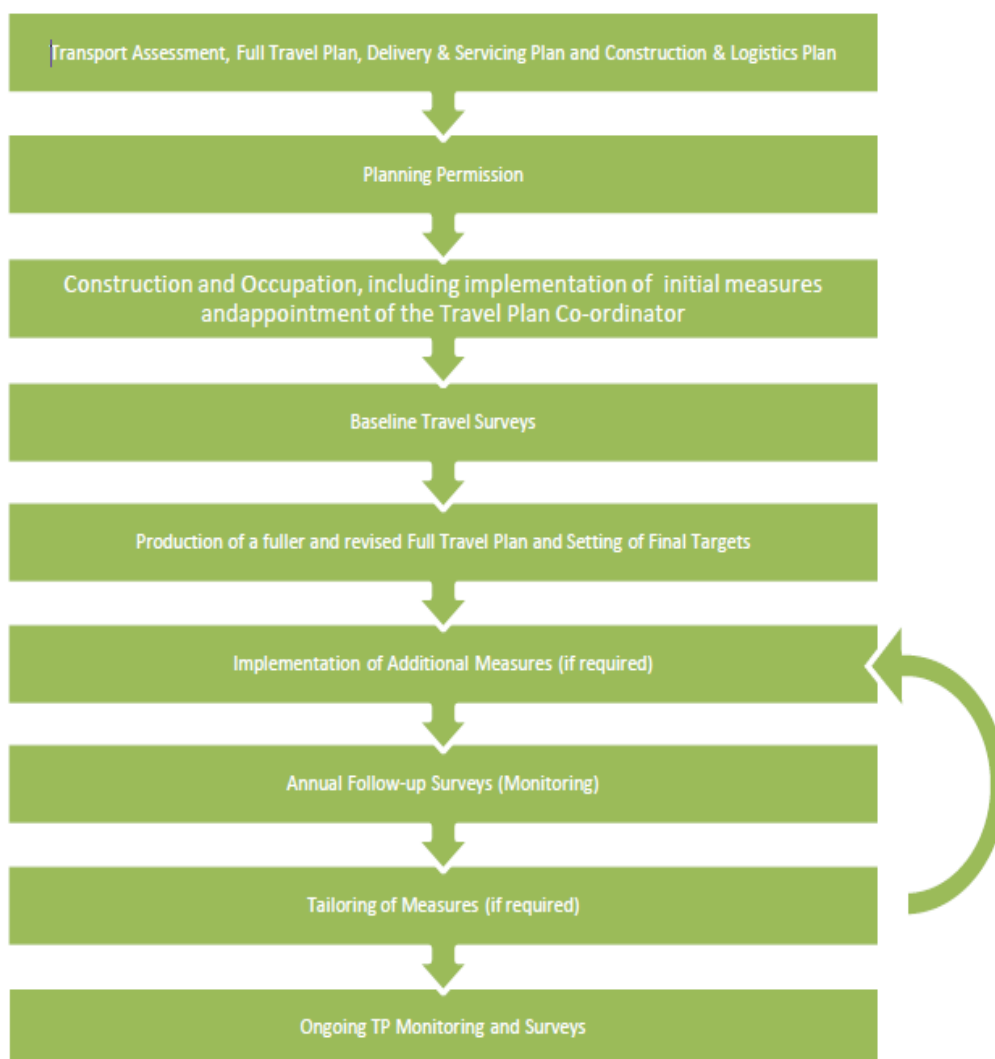 Transport Assessment, Full Travel Plan, Delivery & Servicing Plan and Construction & Logistics Plan
Planning Permission
Construction and Occupation, including implementation of initial measures
andappointment of the Travel Plan Co-ordinator
Baseline Travel Surveys
Production of a fuller and revised Full Travel Plan and Setting of Final Targets
Implementation of Additional Measures (if required)
Annual Follow-up Surveys (Monitoring)
Tailoring of Measures (if required)
Ongoing TP Monitoring and Surveys